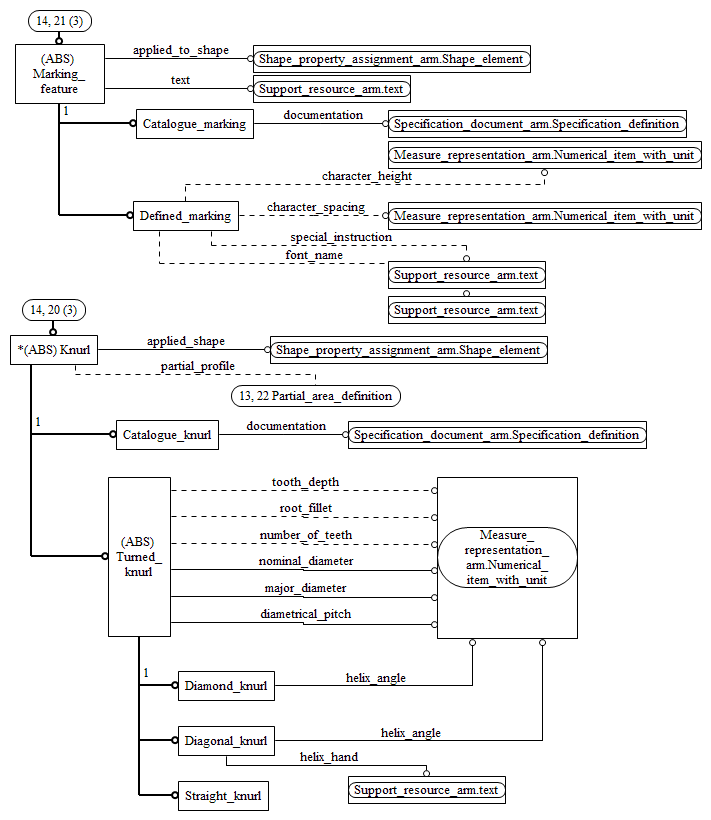 14, 21 (3)
(ABS)
Marking_
feature
applied_to_shape
Shape_property_assignment_arm.Shape_element
text
Support_resource_arm.text
1
Catalogue_marking
documentation
Specification_document_arm.Specification_definition
Measure_representation_arm.Numerical_item_with_unit
character_height
Defined_marking
character_spacing
Measure_representation_arm.Numerical_item_with_unit
special_instruction
font_name
Support_resource_arm.text
Support_resource_arm.text
14, 20 (3)
*(ABS) Knurl
applied_shape
Shape_property_assignment_arm.Shape_element
partial_profile
13, 22 Partial_area_definition
1
Catalogue_knurl
documentation
Specification_document_arm.Specification_definition
(ABS)
Turned_
knurl
tooth_depth
root_fillet
number_of_teeth
nominal_diameter
major_diameter
diametrical_pitch
Measure_
representation_
arm.Numerical_
item_with_unit
1
Diamond_knurl
helix_angle
Diagonal_knurl
helix_angle
helix_hand
Support_resource_arm.text
Straight_knurl